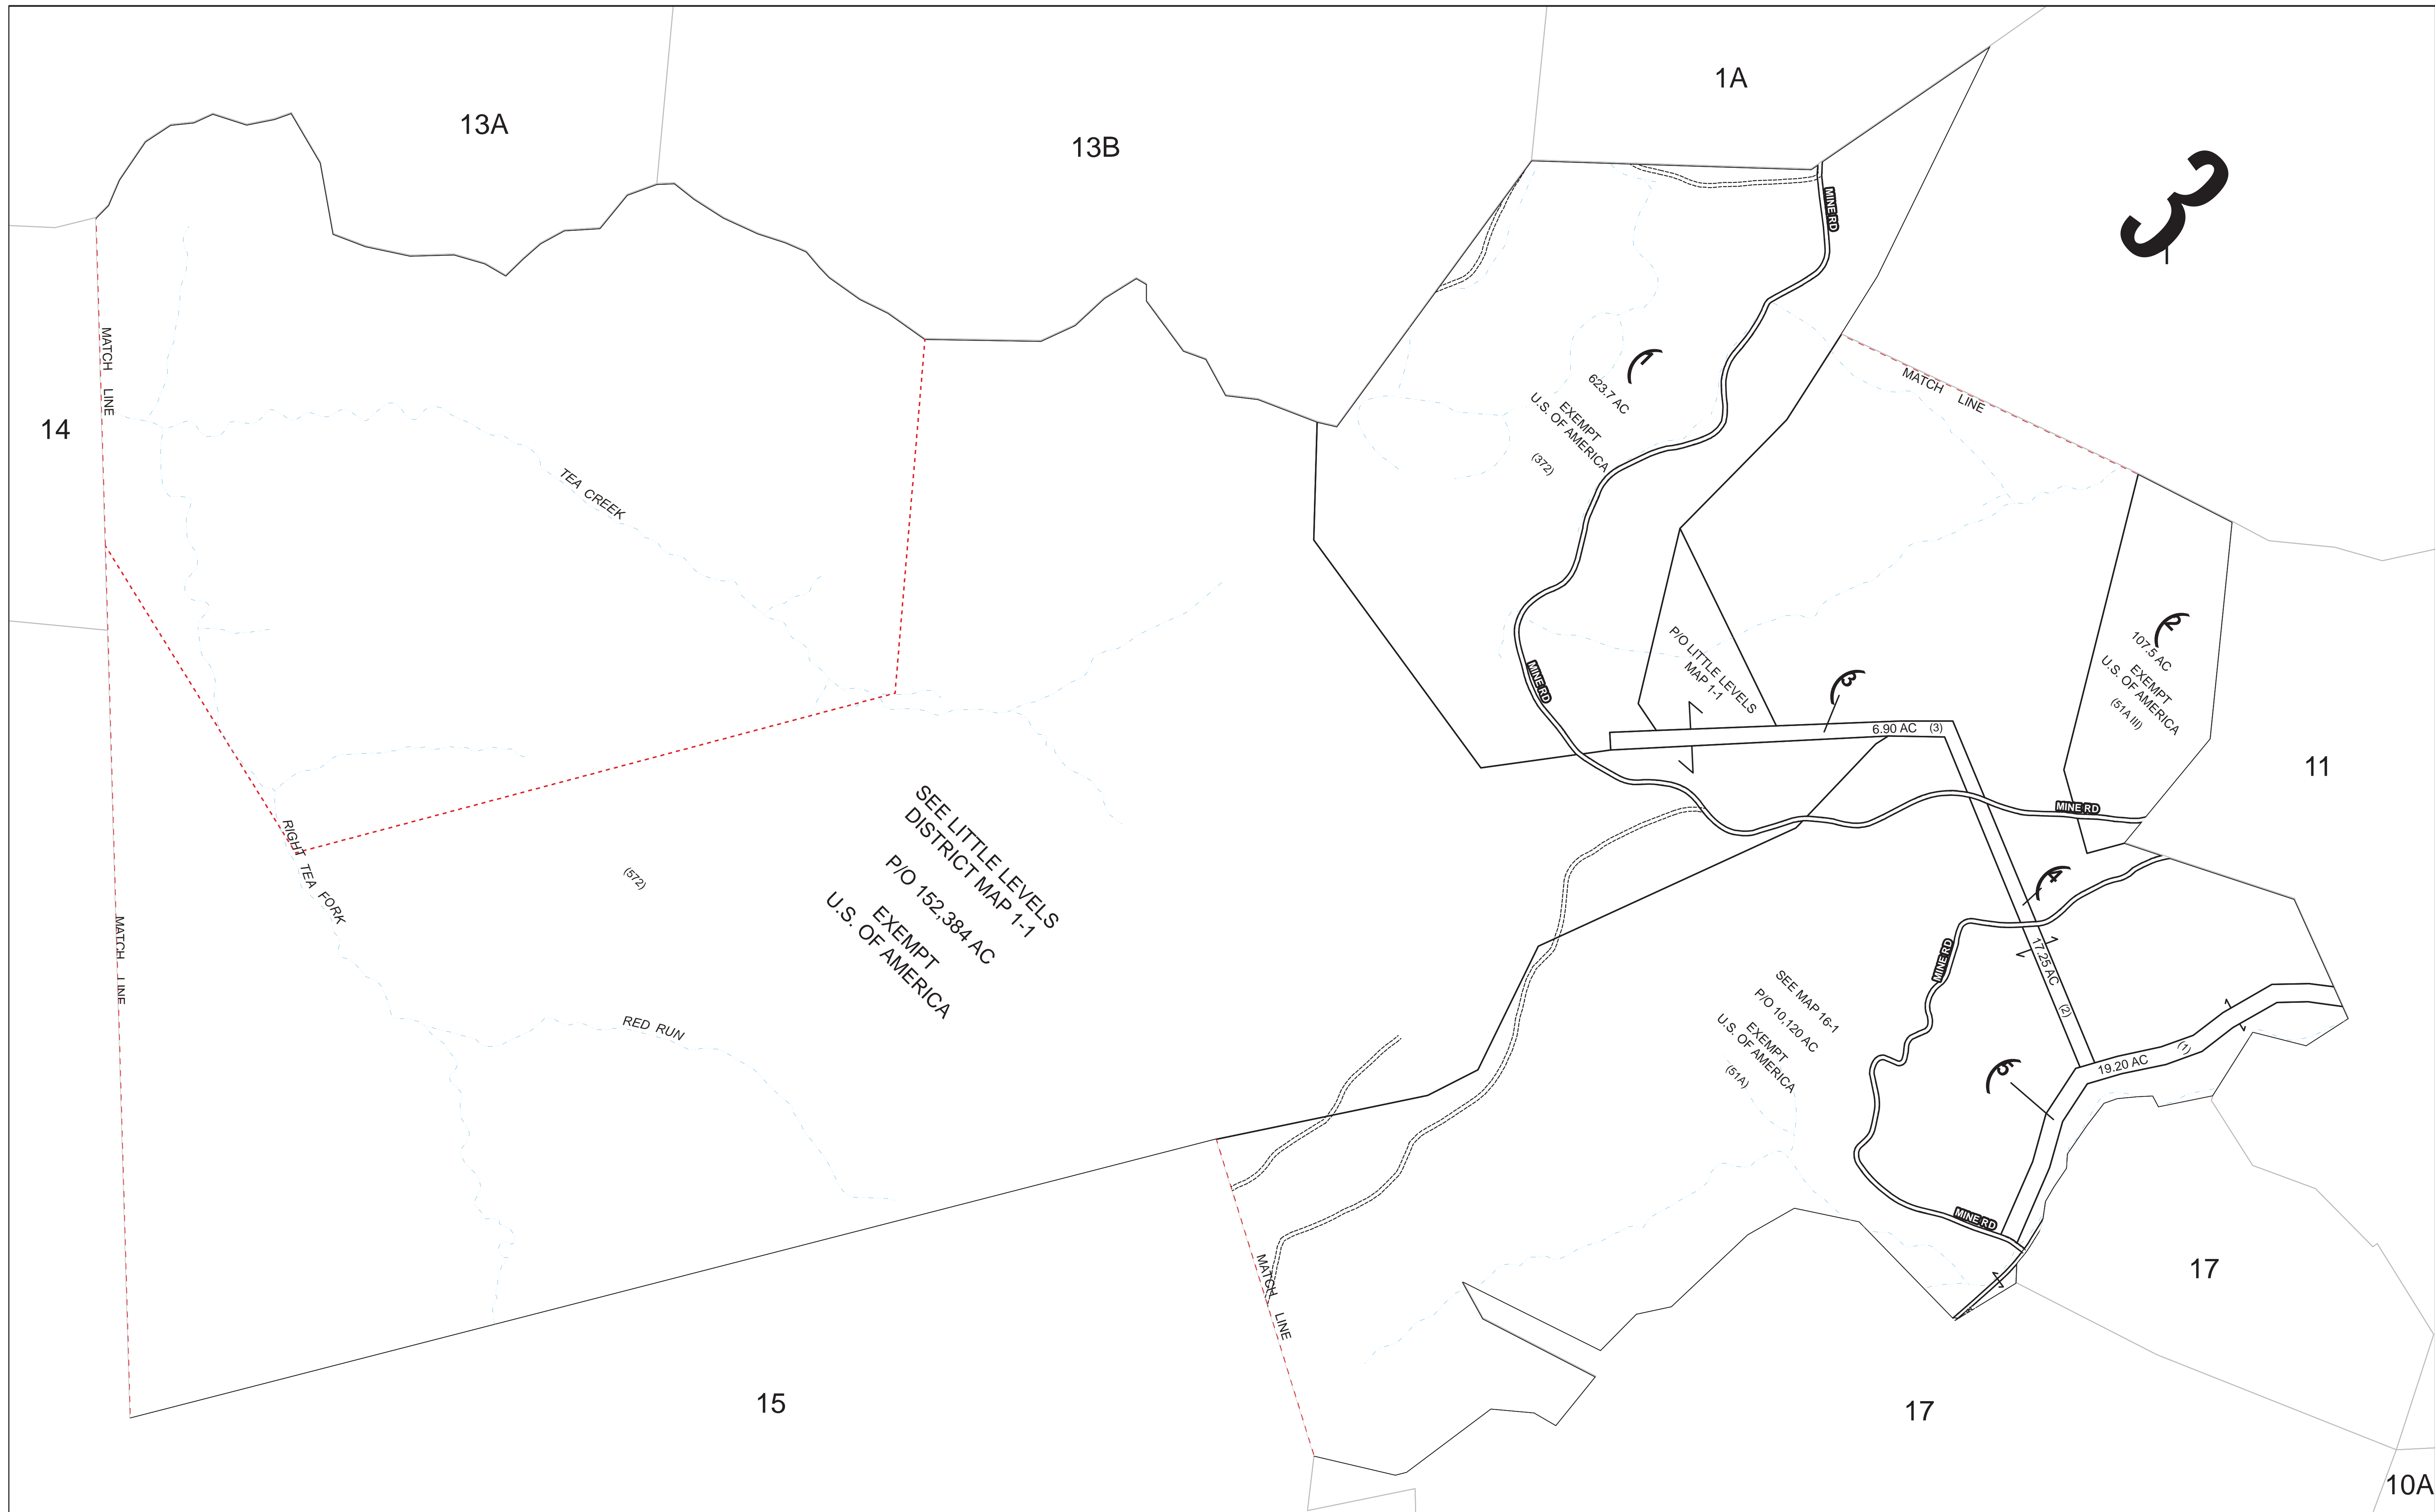 1A
13A
13B
3
MINE RD
1
623.7 AC
EXEMPT
U.S. OF AMERICA
(372)
MATCH LINE
MATCH LINE
14
TEA CREEK
2
107.5 AC
EXEMPT
U.S. OF AMERICA
(51A III)
P/O LITTLE LEVELS
MAP 1-1
MINE RD
3
6.90 AC (3)
11
MINE RD
SEE LITTLE LEVELS
DISTRICT MAP 1-1
P/O 152,384 AC
EXEMPT
U.S. OF AMERICA
(572)
RIGHT TEA FORK
MATCH LINE
4
17.25 AC (2)
MINE RD
SEE MAP 16-1
P/O 10,120 AC
EXEMPT
U.S. OF AMERICA
(51A)
RED RUN
5
19.20 AC (1)
MINE RD
MATCH LINE
17
15
17
10A